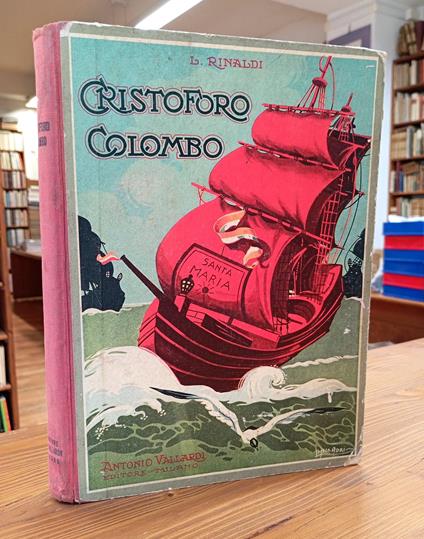 L. RINALDI
CRISTOFORO
COLOMBO
SANTA
MARIA
ANTONIO VALLARDI
EDITORE - MILANO